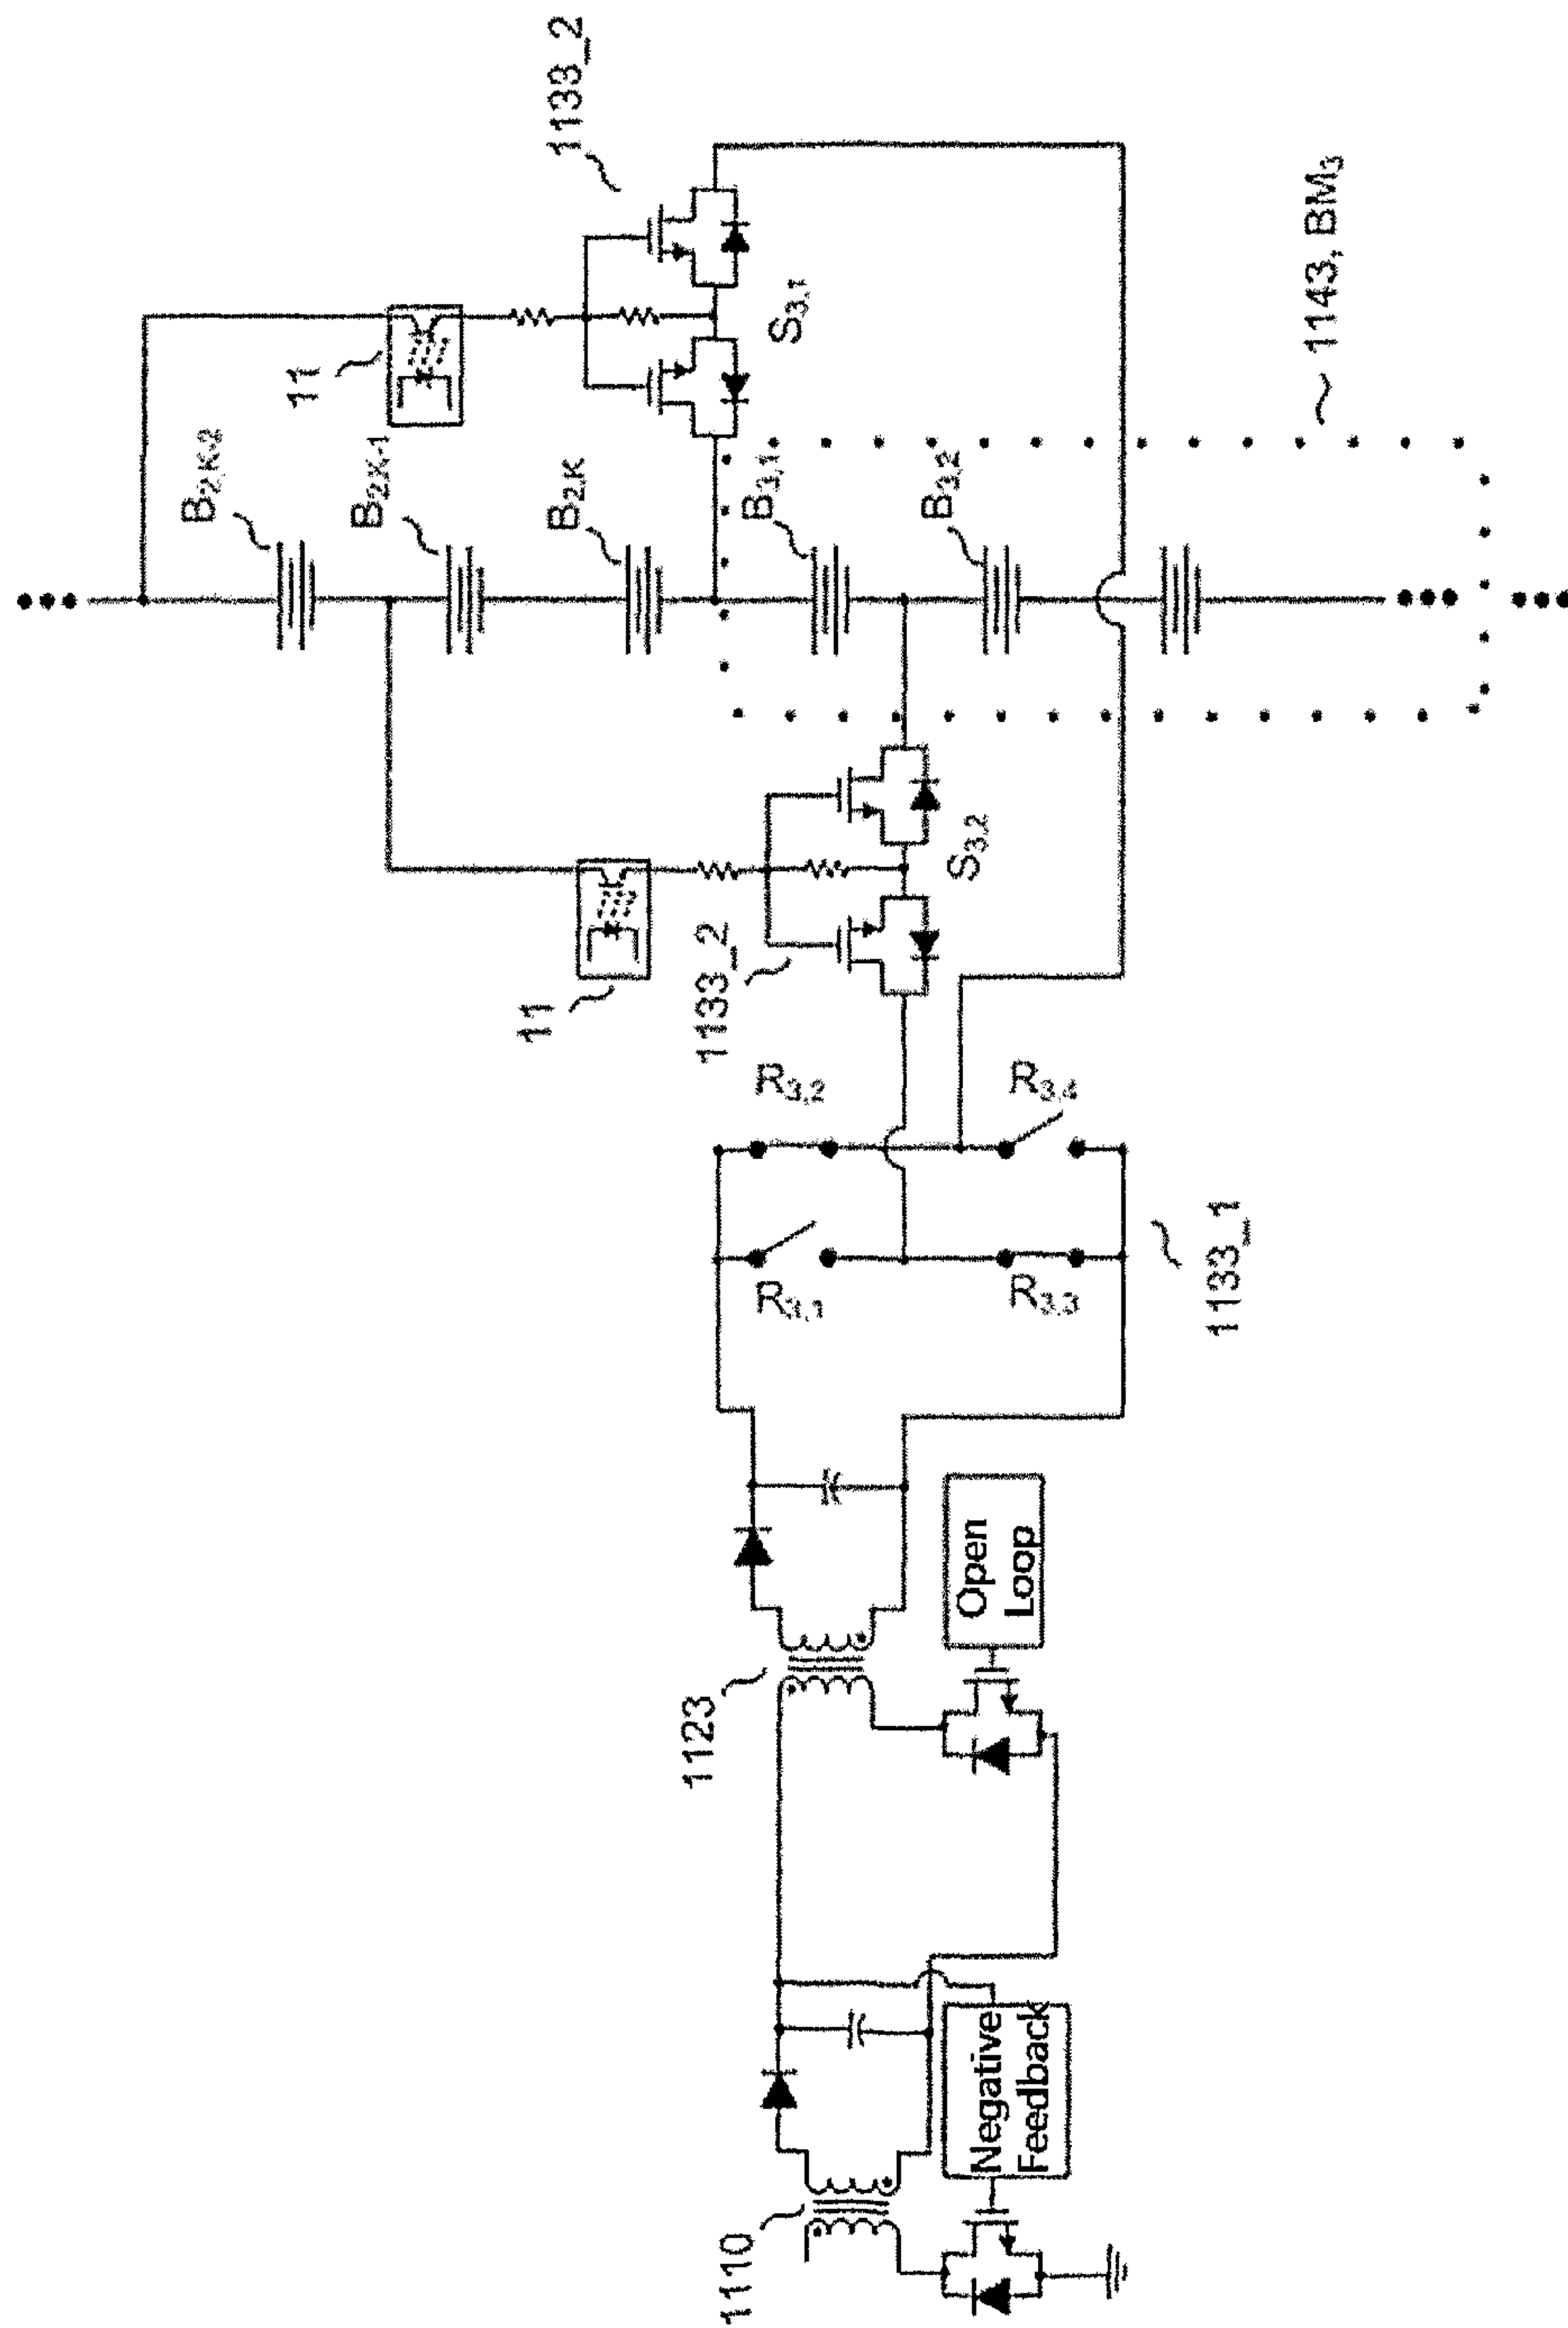 1133_2
11
B2,K-2
B2,K-1
B2,K
S3,1
B3,1
B3,2
1143, BM3
11
1133_2
S3,2
R3,2
R3,4
R3,1
R3,3
1133_1
1123
Open
Loop
1110
Negative
Feedback